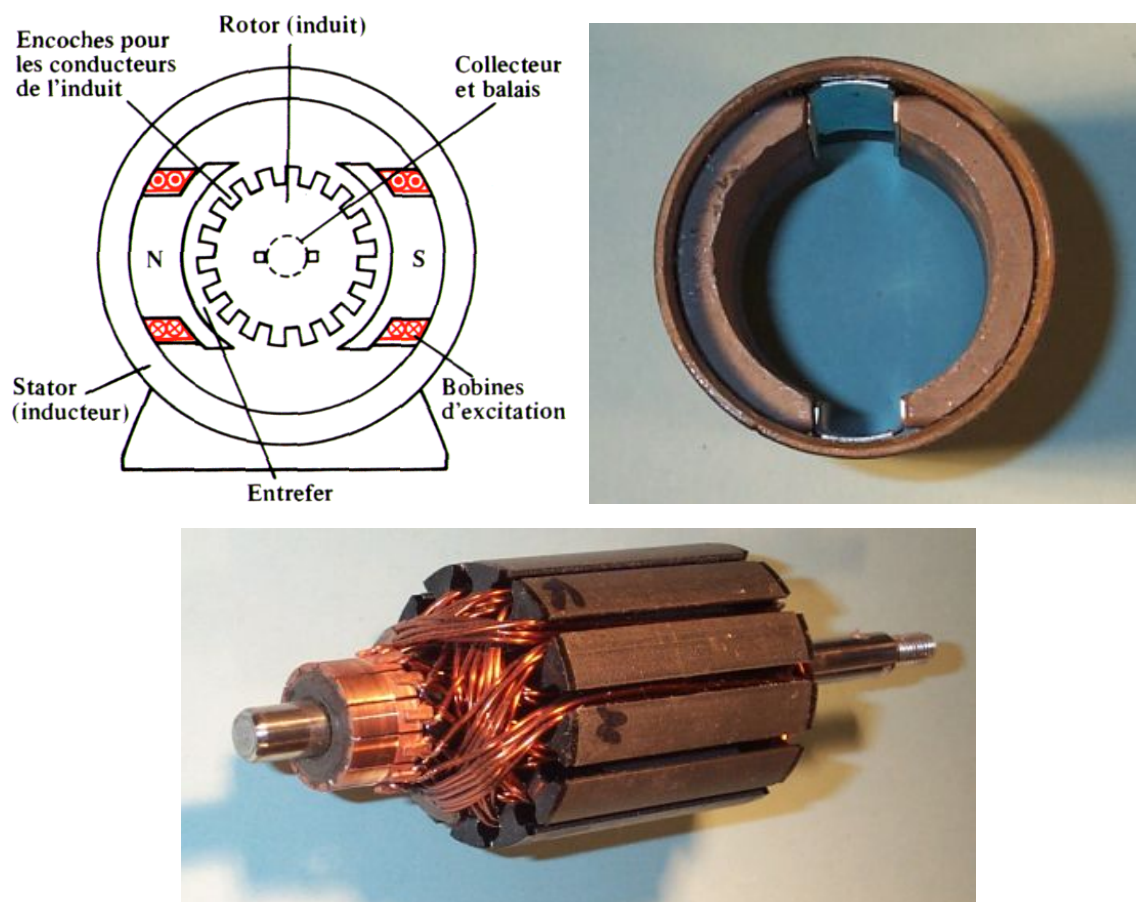 Rotor (induit)
Encoches pour
les conducteurs
de l'induit
Collecteur
et balais
N
S
Stator
(inducteur)
Bobines
d'excitation
Entrefer